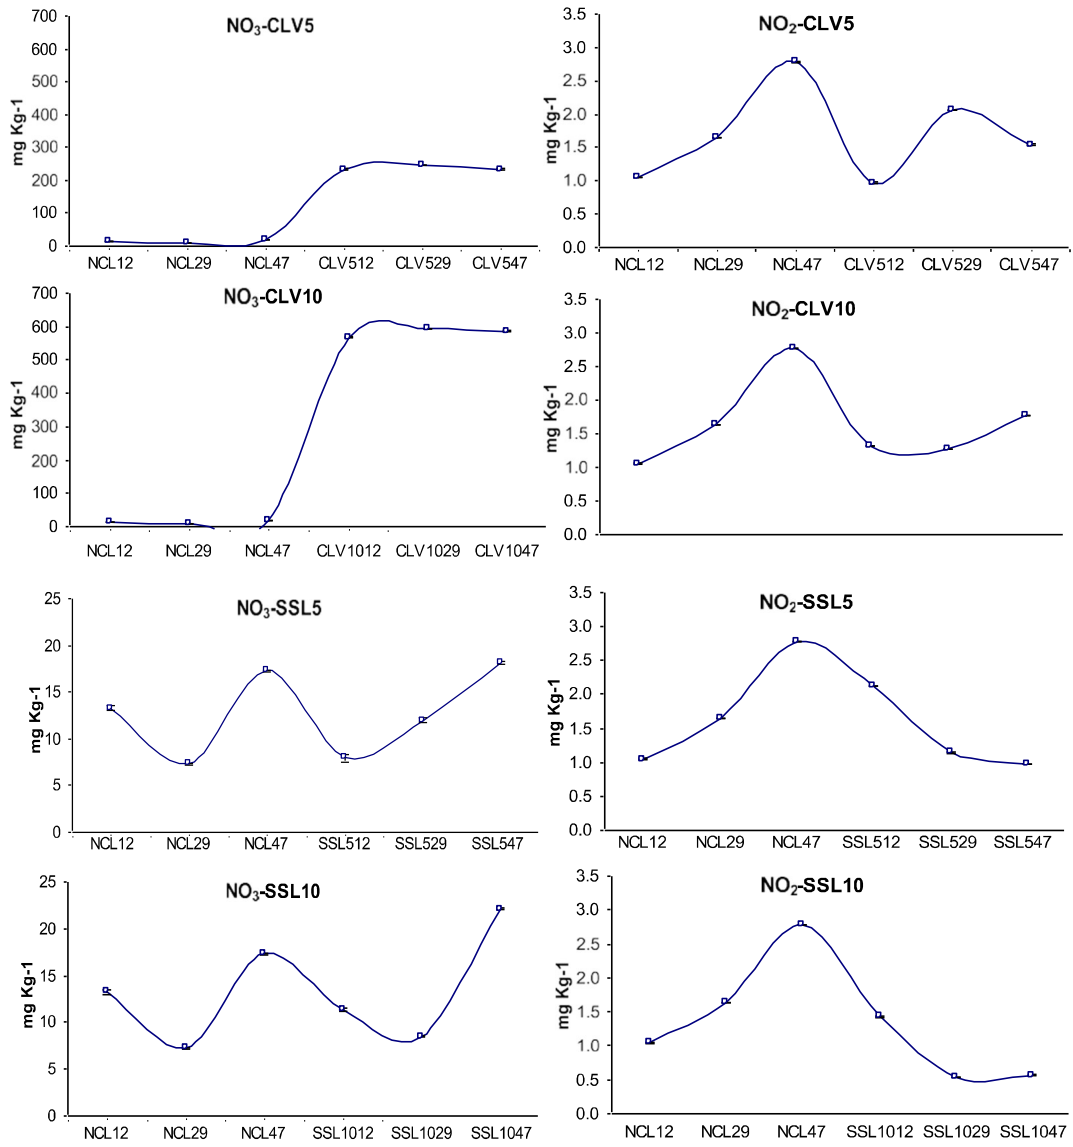 NO3-CLV5
mg Kg-1
700
600
500
400
300
200
100
0
NCL12 NCL29 NCL47 CLV512 CLV529 CLV547
NO2-CLV5
mg Kg-1
3.5
3.0
2.5
2.0
1.5
1.0
0.5
0.0
NCL12 NCL29 NCL47 CLV512 CLV529 CLV547
NO3-CLV10
mg Kg-1
700
600
500
400
300
200
100
0
NCL12 NCL29 NCL47 CLV1012 CLV1029 CLV1047
NO2-CLV10
mg Kg-1
3.5
3.0
2.5
2.0
1.5
1.0
0.5
0.0
NO3-SSL5
mg Kg-1
25
20
15
10
5
0
NCL12 NCL29 NCL47 SSL512 SSL529 SSL547
NO2-SSL5
mg Kg-1
3.5
3.0
2.5
2.0
1.5
1.0
0.5
0.0
NCL12 NCL29 NCL47 SSL512 SSL529 SSL547
NO3-SSL10
mg Kg-1
25
20
15
10
5
0
NCL12 NCL29 NCL47 SSL1012 SSL1029 SSL1047
NO2-SSL10
mg Kg-1
3.5
3.0
2.5
2.0
1.5
1.0
0.5
0.0
NCL12 NCL29 NCL47 SSL1012 SSL1029 SSL1047